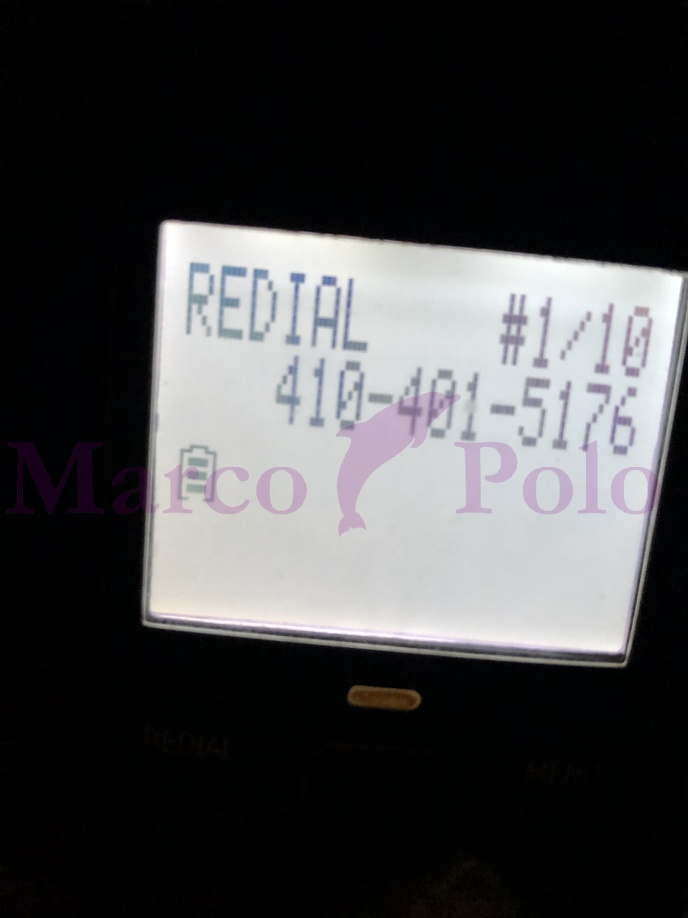 REDIAL #1/10
410-401-5176
Marco Polo
REDIAL